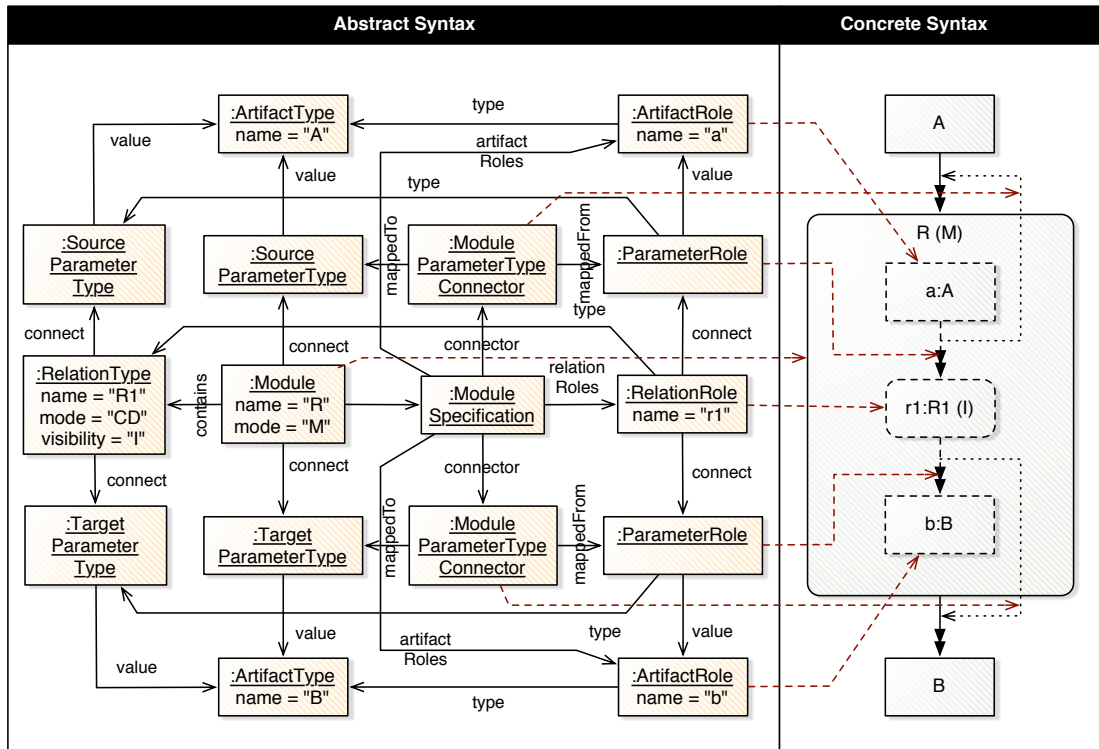 Abstract Syntax
Concrete Syntax
:ArtifactType
name = "A"
type
:ArtifactRole
name = "a"
A
value
artifact
Roles
value
value
type
R (M)
:Source
Parameter
Type
:Source
ParameterType
mappedTo
:Module
ParameterType
Connector
mappedFrom
:ParameterRole
a:A
type
connect
connect
connector
connect
:RelationType
name = "R1"
mode = "CD"
visibility = "I"
contains
:Module
name = "R"
mode = "M"
:Module
Specification
relation
Roles
:RelationRole
name = "r1"
r1:R1 (I)
connect
connect
connector
connect
:Target
Parameter
Type
:Target
ParameterType
mappedTo
:Module
ParameterType
Connector
mappedFrom
:ParameterRole
b:B
value
value
artifact
Roles
type
value
:ArtifactType
name = "B"
type
:ArtifactRole
name = "b"
B